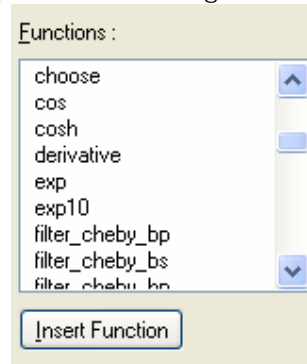 Functions :
choose
cos
cosh
derivative
exp
exp10
filter_cheby_bp
filter_cheby_bs
Insert Function